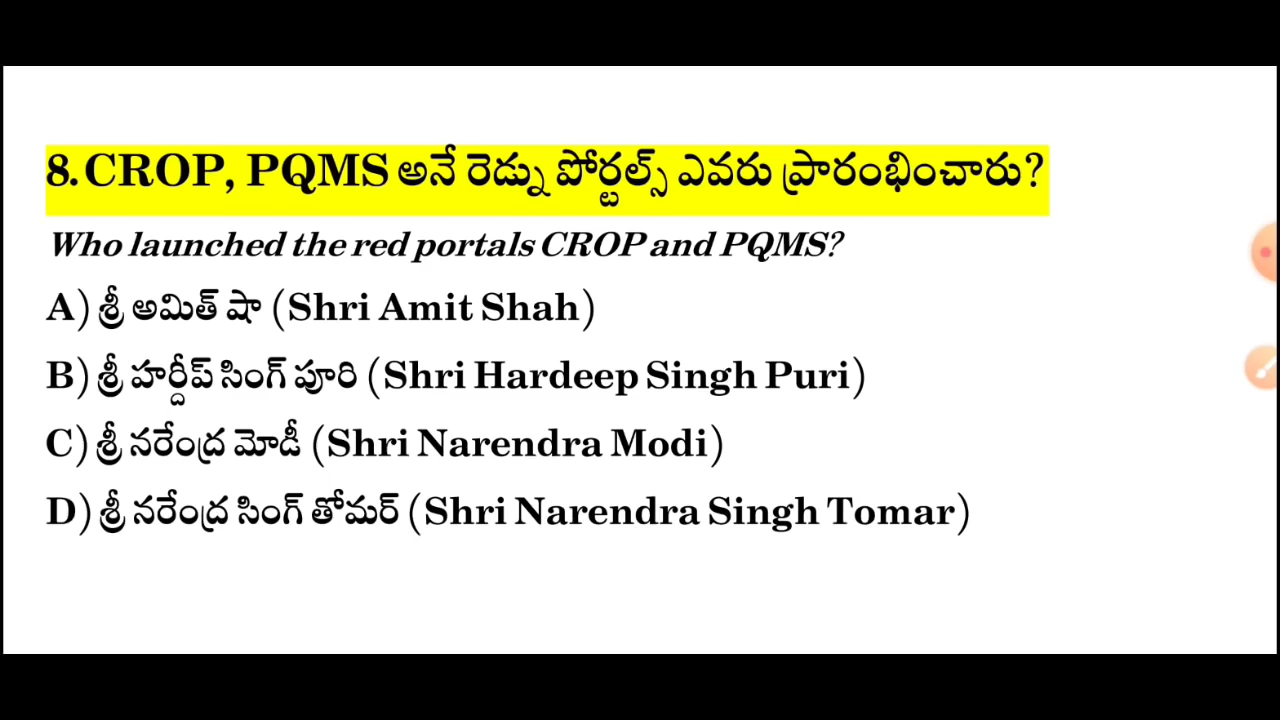 8. CROP, PQMS అనే రెడ్ను పోర్టల్స్ ఎవరు ప్రారంభించారు?
Who launched the red portals CROP and PQMS?
A) శ్రీ అమిత్ షా (Shri Amit Shah)
B) శ్రీ హర్దీప్ సింగ్ పూరి (Shri Hardeep Singh Puri)
C) శ్రీ నరేంద్ర మోడీ (Shri Narendra Modi)
D) శ్రీ నరేంద్ర సింగ్ తోమర్ (Shri Narendra Singh Tomar)